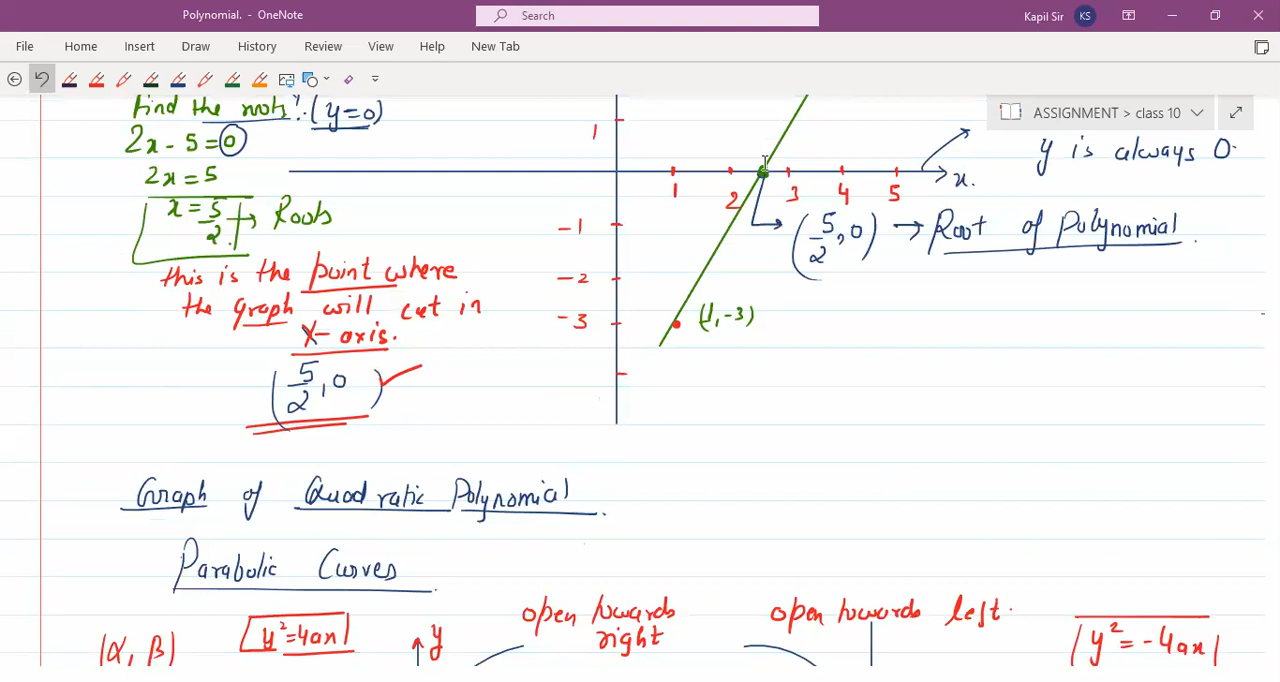 Polynomial. - OneNote
Search
Kapil Sir
KS
File Home Insert Draw History Review View Help New Tab
ASSIGNMENT > class 10
Find the roots? (y=0)
2x - 5 = 0
2x = 5
x = 5/2 → Roots
this is the point where
the graph will cut in
X-axis.
(5/2, 0)
1
-1
-2
-3
1 2 3 4 5
x.
y is always 0.
(5/2, 0) → Root of Polynomial.
(1, -3)
Graph of Quadratic Polynomial.
Parabolic Curves
(α, β)
y²=4ax
y
open towards
right
open towards left.
y² = -4ax